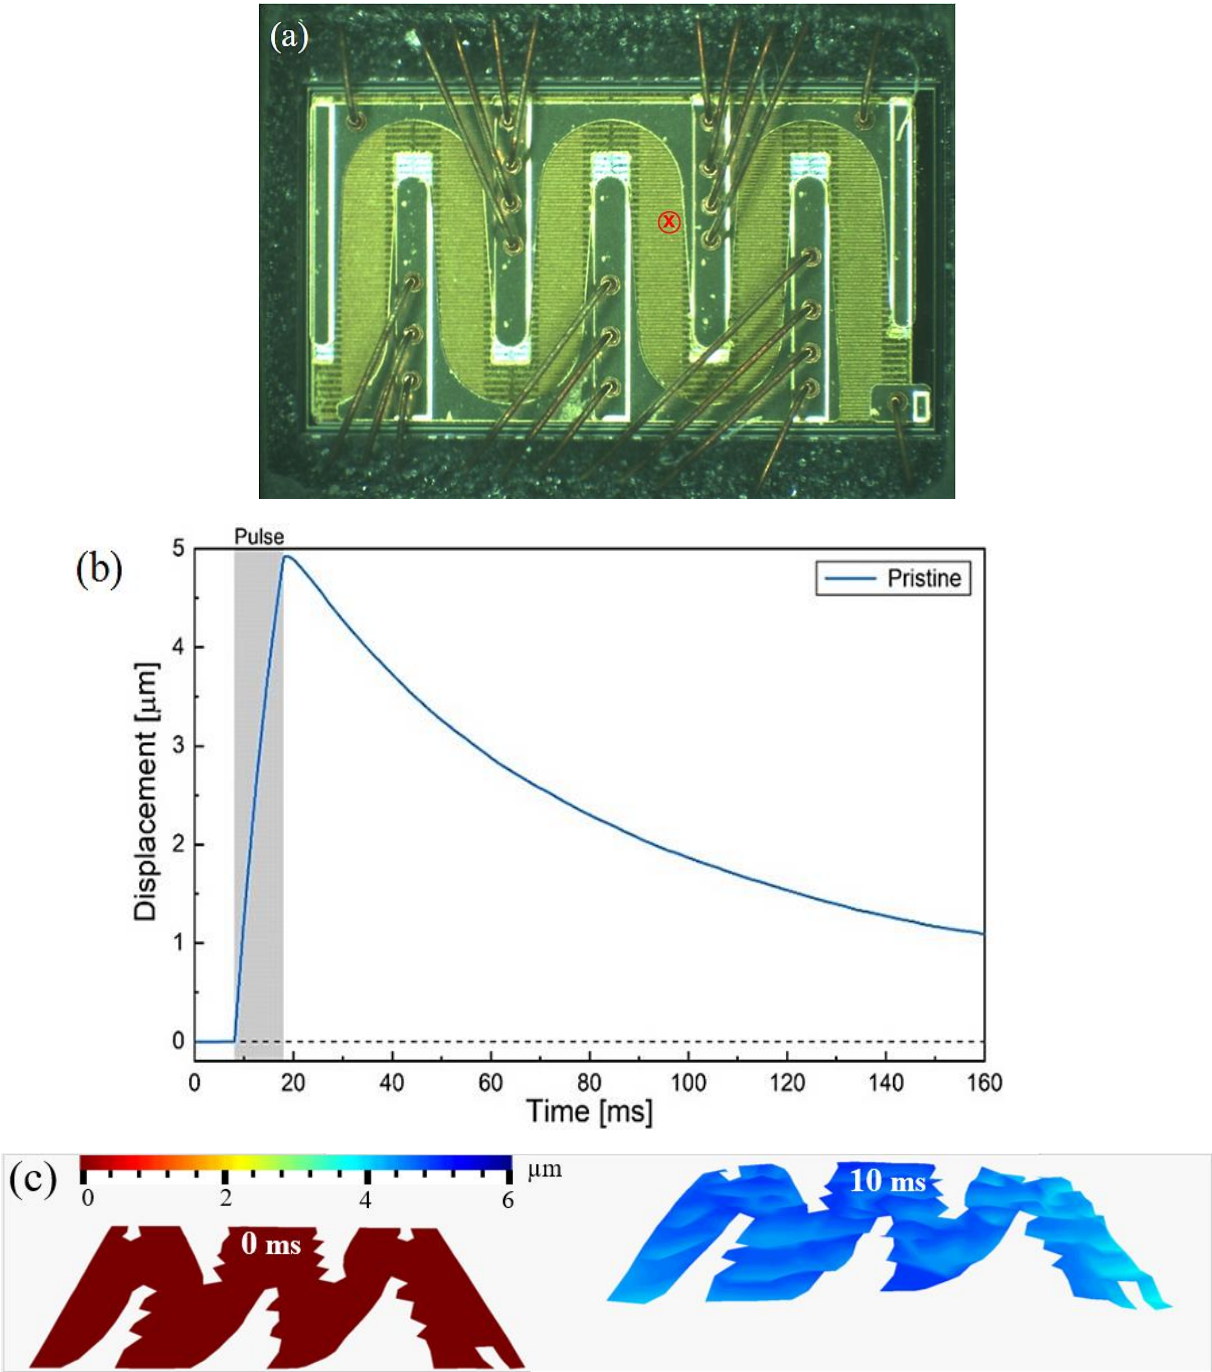 (a)
X
(b)
Pulse
Pristine
5
4
3
2
1
0
Displacement [μm]
0 20 40 60 80 100 120 140 160
Time [ms]
(c)
μm
0 2 4 6
0 ms
10 ms